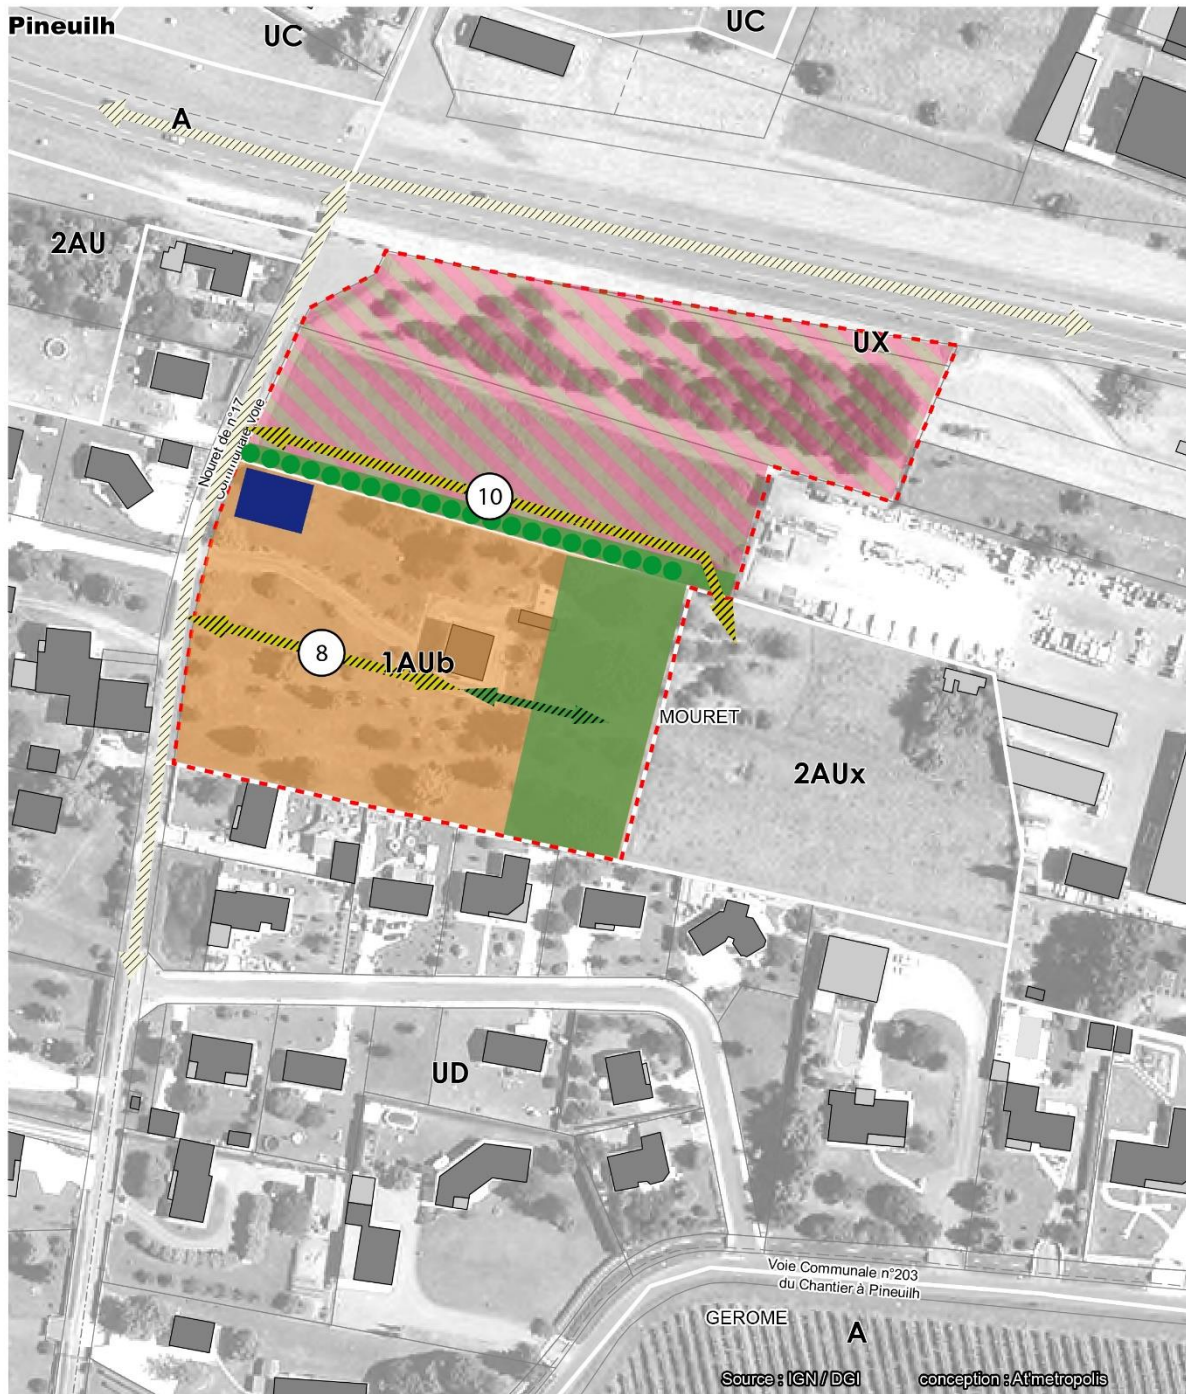 Pineuilh
UC
UC
A
2AU
UX
Nouret de n°17
Communale Voie
10
8
1AUb
MOURET
2AUx
UD
Voie Communale n°203
du Chantier à Pineuilh
GEROME
A
Source : IGN / DGI
conception : At'metropolis